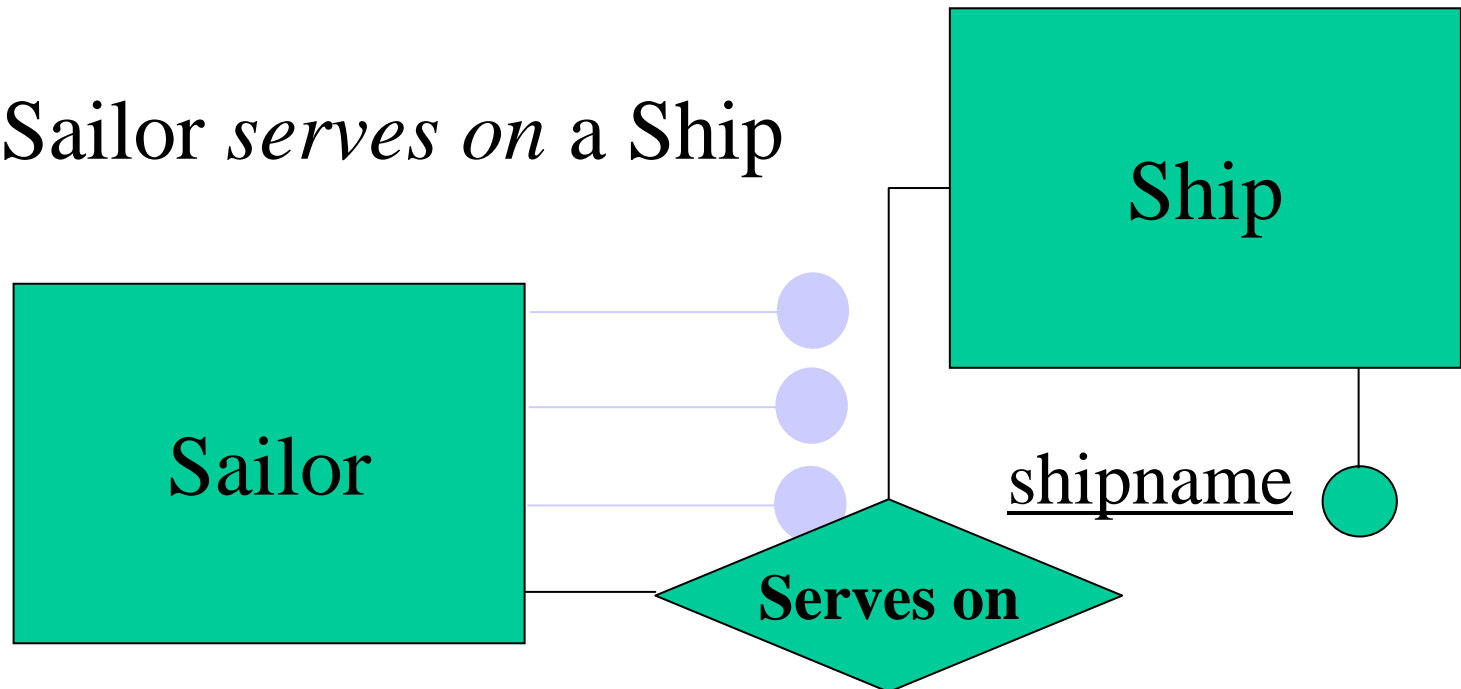 Sailor serves on a Ship
Ship
Sailor
shipname
Serves on